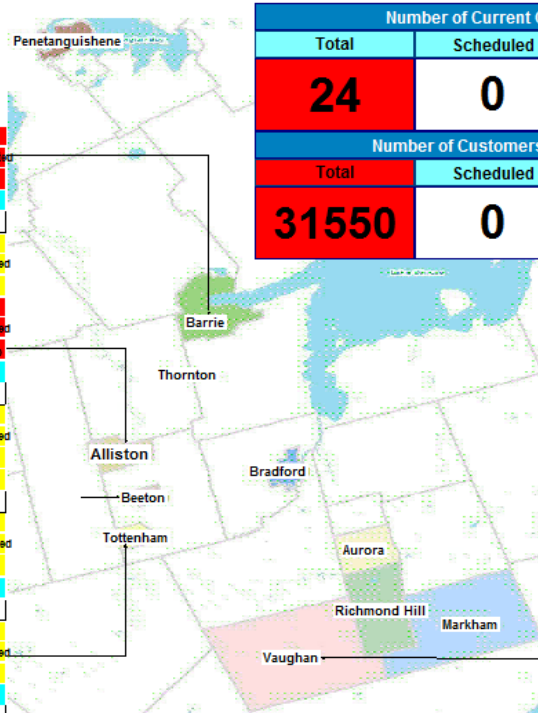 Number of Current
Total Scheduled
24 0
Number of Customers
Total Scheduled
31550 0
Penetanguishene
Barrie
Thornton
Alliston
Bradford
Beeton
Tottenham
Aurora
Richmond Hill
Markham
Vaughan